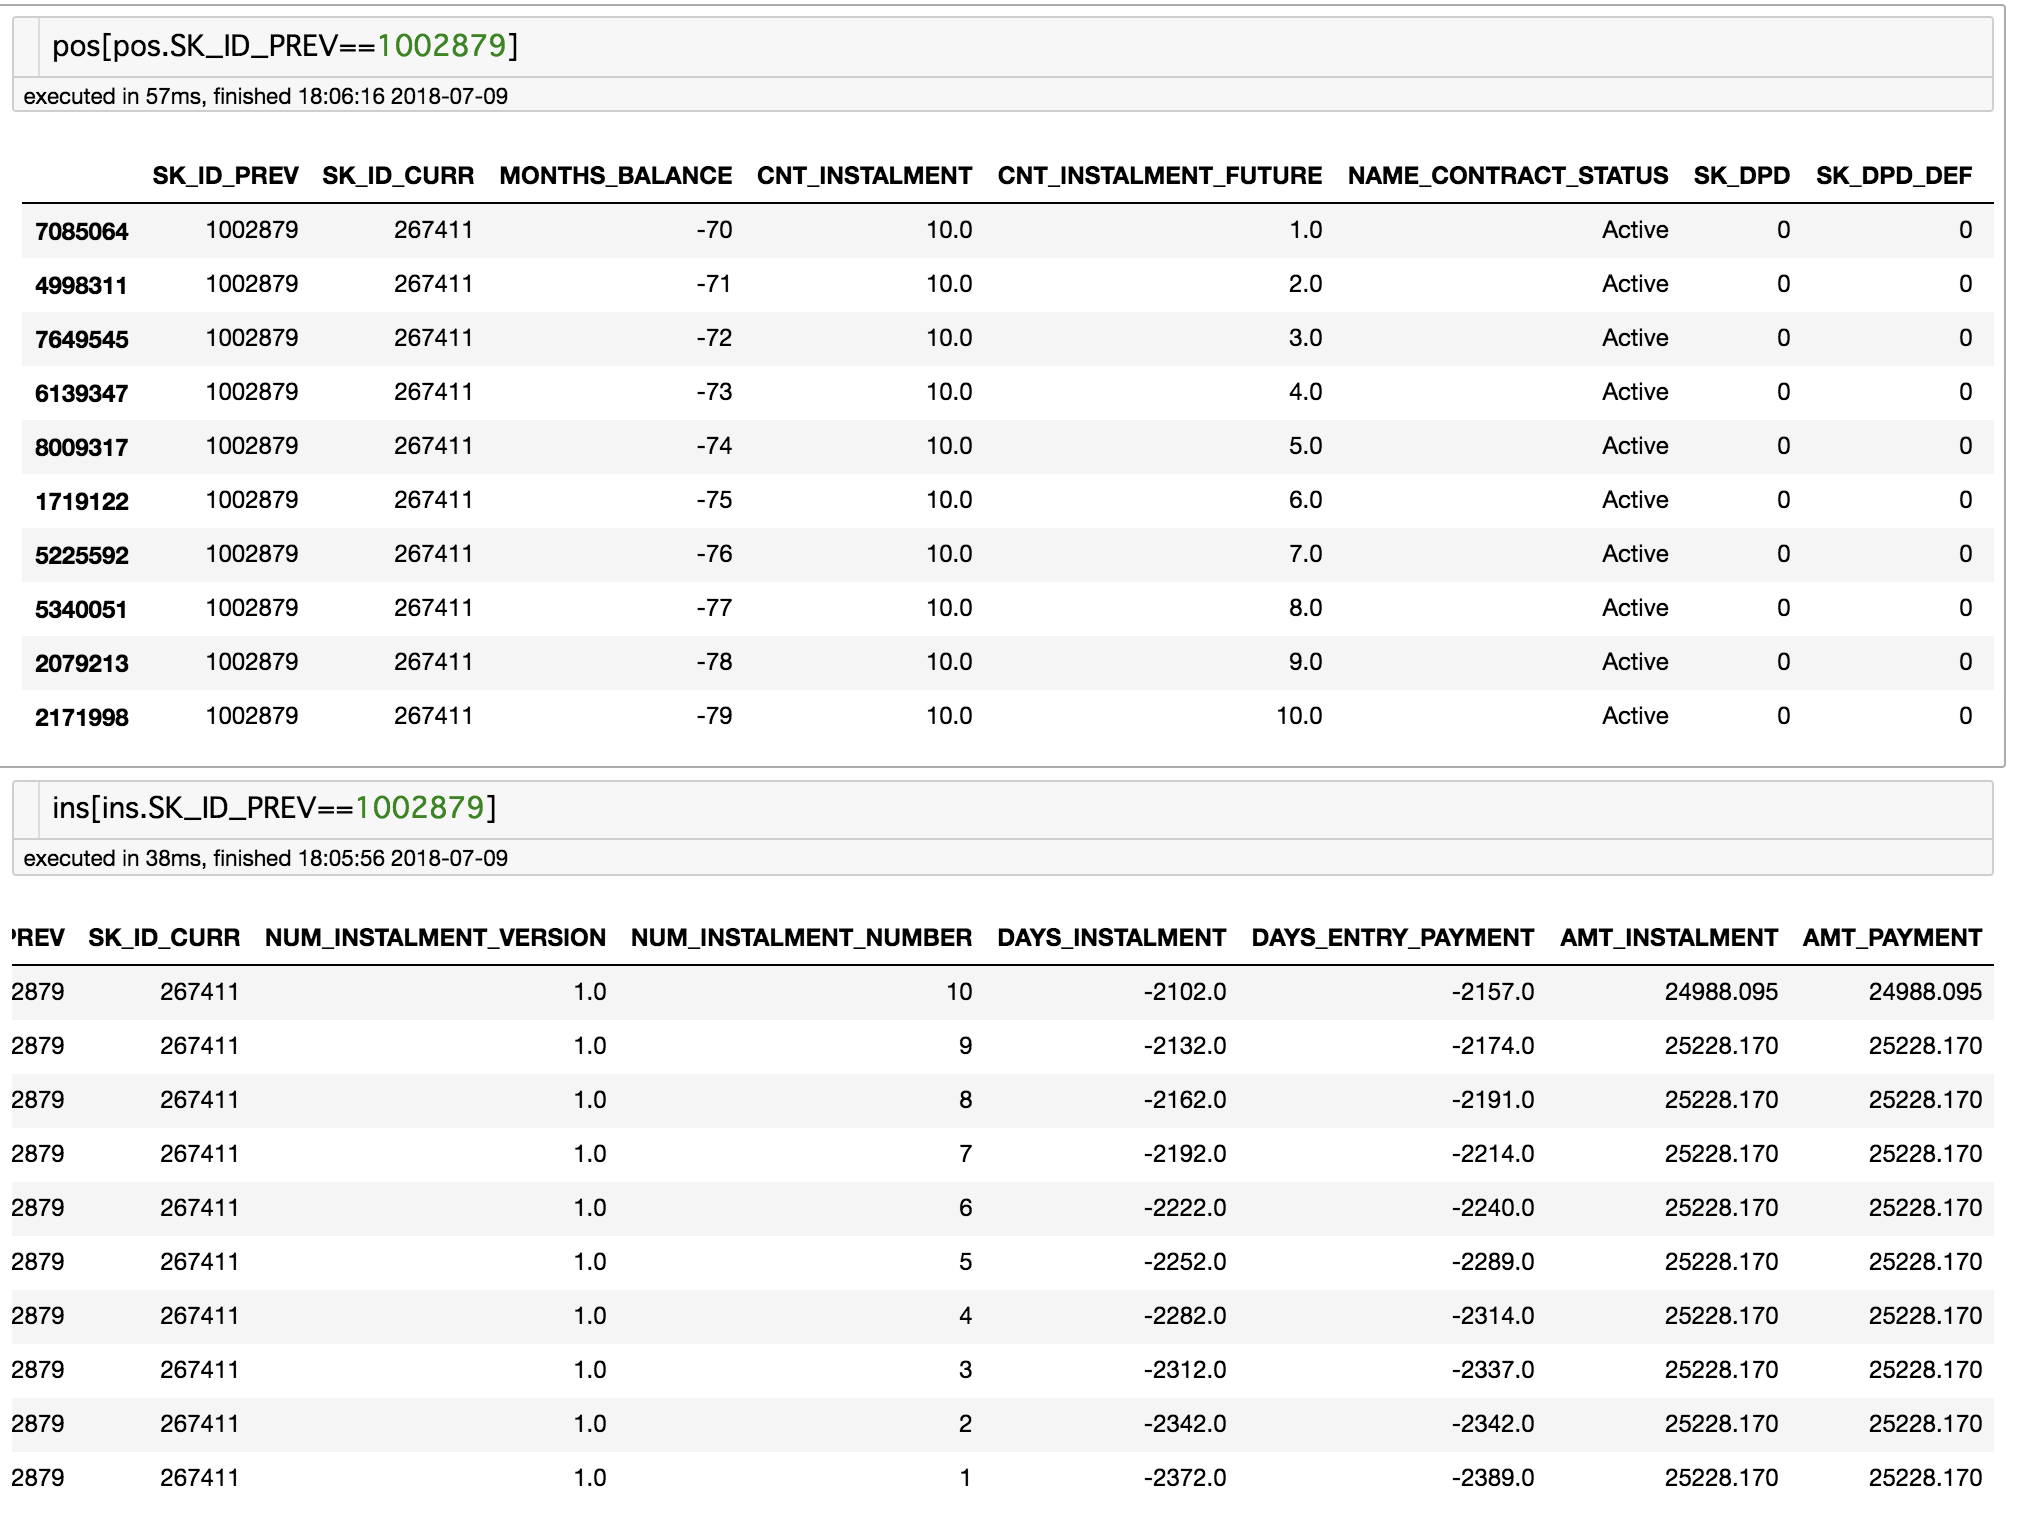 pos[pos.SK_ID_PREV==1002879]
executed in 57ms, finished 18:06:16 2018-07-09
SK_ID_PREV SK_ID_CURR MONTHS_BALANCE CNT_INSTALMENT CNT_INSTALMENT_FUTURE NAME_CONTRACT_STATUS SK_DPD SK_DPD_DEF
7085064 1002879 267411 -70 10.0 1.0 Active 0 0
4998311 1002879 267411 -71 10.0 2.0 Active 0 0
7649545 1002879 267411 -72 10.0 3.0 Active 0 0
6139347 1002879 267411 -73 10.0 4.0 Active 0 0
8009317 1002879 267411 -74 10.0 5.0 Active 0 0
1719122 1002879 267411 -75 10.0 6.0 Active 0 0
5225592 1002879 267411 -76 10.0 7.0 Active 0 0
5340051 1002879 267411 -77 10.0 8.0 Active 0 0
2079213 1002879 267411 -78 10.0 9.0 Active 0 0
2171998 1002879 267411 -79 10.0 10.0 Active 0 0
ins[ins.SK_ID_PREV==1002879]
executed in 38ms, finished 18:05:56 2018-07-09
PREV SK_ID_CURR NUM_INSTALMENT_VERSION NUM_INSTALMENT_NUMBER DAYS_INSTALMENT DAYS_ENTRY_PAYMENT AMT_INSTALMENT AMT_PAYMENT
2879 267411 1.0 10 -2102.0 -2157.0 24988.095 24988.095
2879 267411 1.0 9 -2132.0 -2174.0 25228.170 25228.170
2879 267411 1.0 8 -2162.0 -2191.0 25228.170 25228.170
2879 267411 1.0 7 -2192.0 -2214.0 25228.170 25228.170
2879 267411 1.0 6 -2222.0 -2240.0 25228.170 25228.170
2879 267411 1.0 5 -2252.0 -2289.0 25228.170 25228.170
2879 267411 1.0 4 -2282.0 -2314.0 25228.170 25228.170
2879 267411 1.0 3 -2312.0 -2337.0 25228.170 25228.170
2879 267411 1.0 2 -2342.0 -2342.0 25228.170 25228.170
2879 267411 1.0 1 -2372.0 -2389.0 25228.170 25228.170